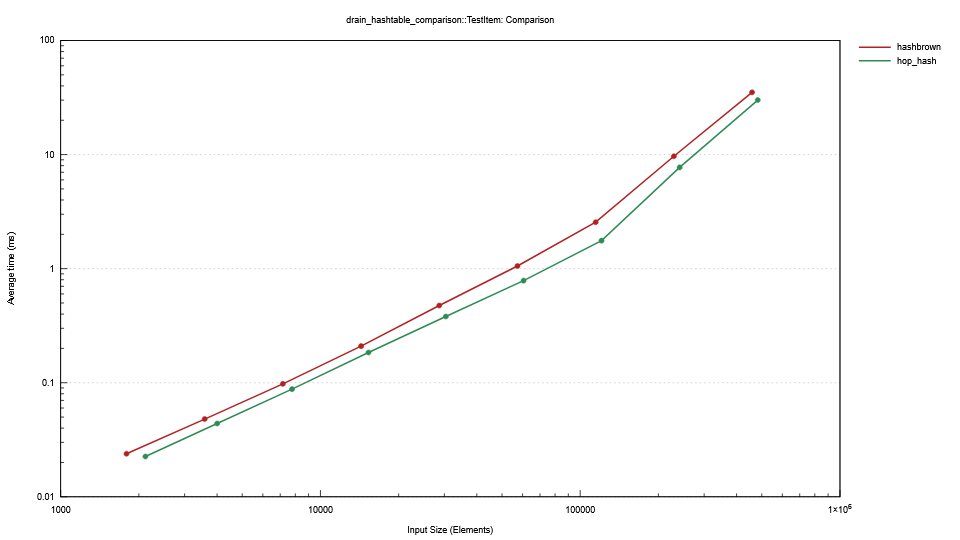 drain_hashtable_comparison::TestItem: Comparison
hashbrown
hop_hash
100
10
1
0.1
0.01
Average time (ms)
1000
10000
100000
1×10⁶
Input Size (Elements)